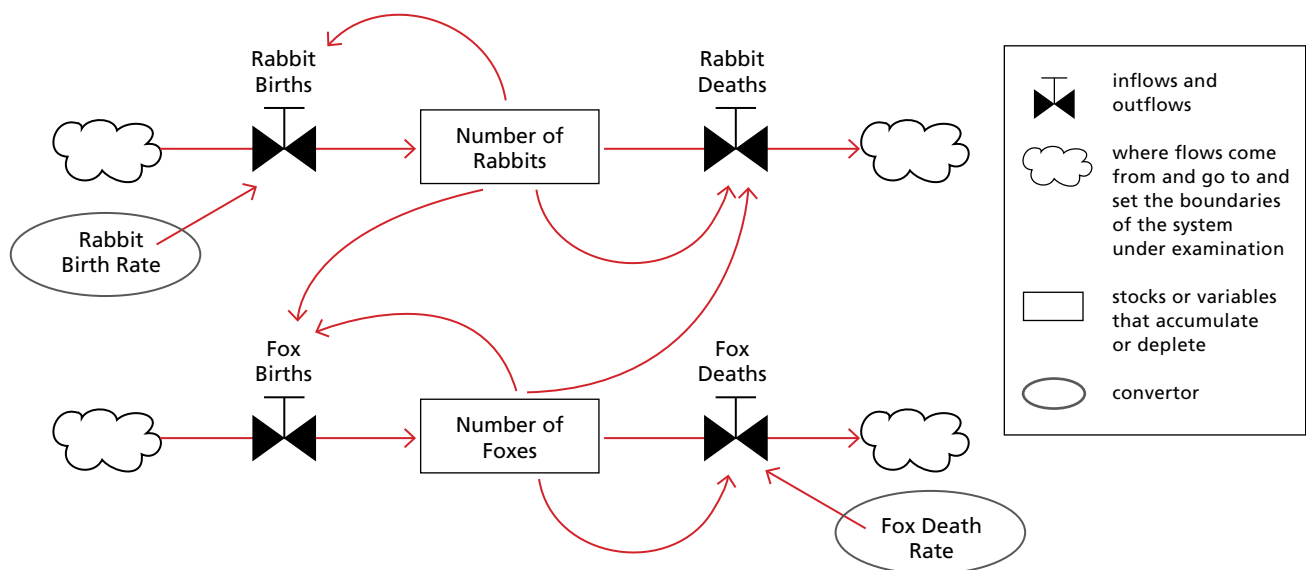 Rabbit
Births
Rabbit
Deaths
Number of
Rabbits
Rabbit
Birth Rate
Fox
Births
Fox
Deaths
Number of
Foxes
Fox Death
Rate
inflows and
outflows
where flows come
from and go to and
set the boundaries
of the system
under examination
stocks or variables
that accumulate
or deplete
convertor